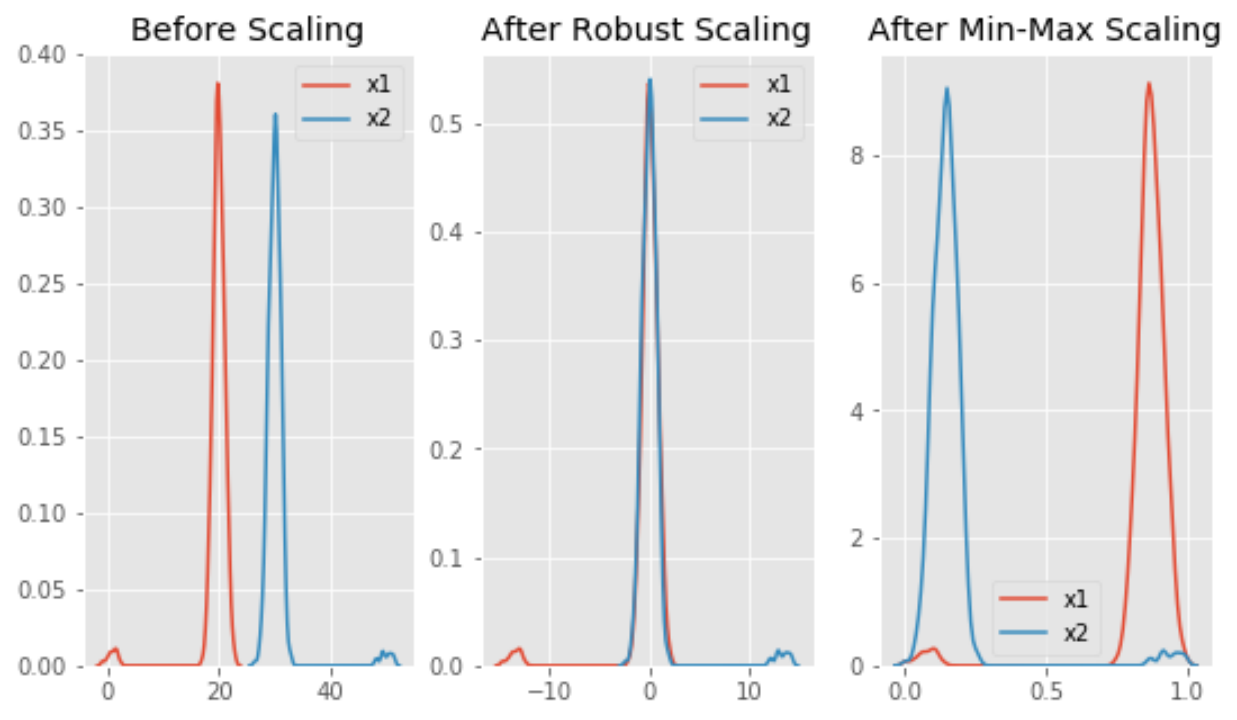 Before Scaling
0.40
0.35
0.30
0.25
0.20
0.15
0.10
0.05
0.00
0 20 40
x1
x2
After Robust Scaling
0.5
0.4
0.3
0.2
0.1
0.0
−10 0 10
x1
x2
After Min-Max Scaling
8
6
4
2
0
0.0 0.5 1.0
x1
x2